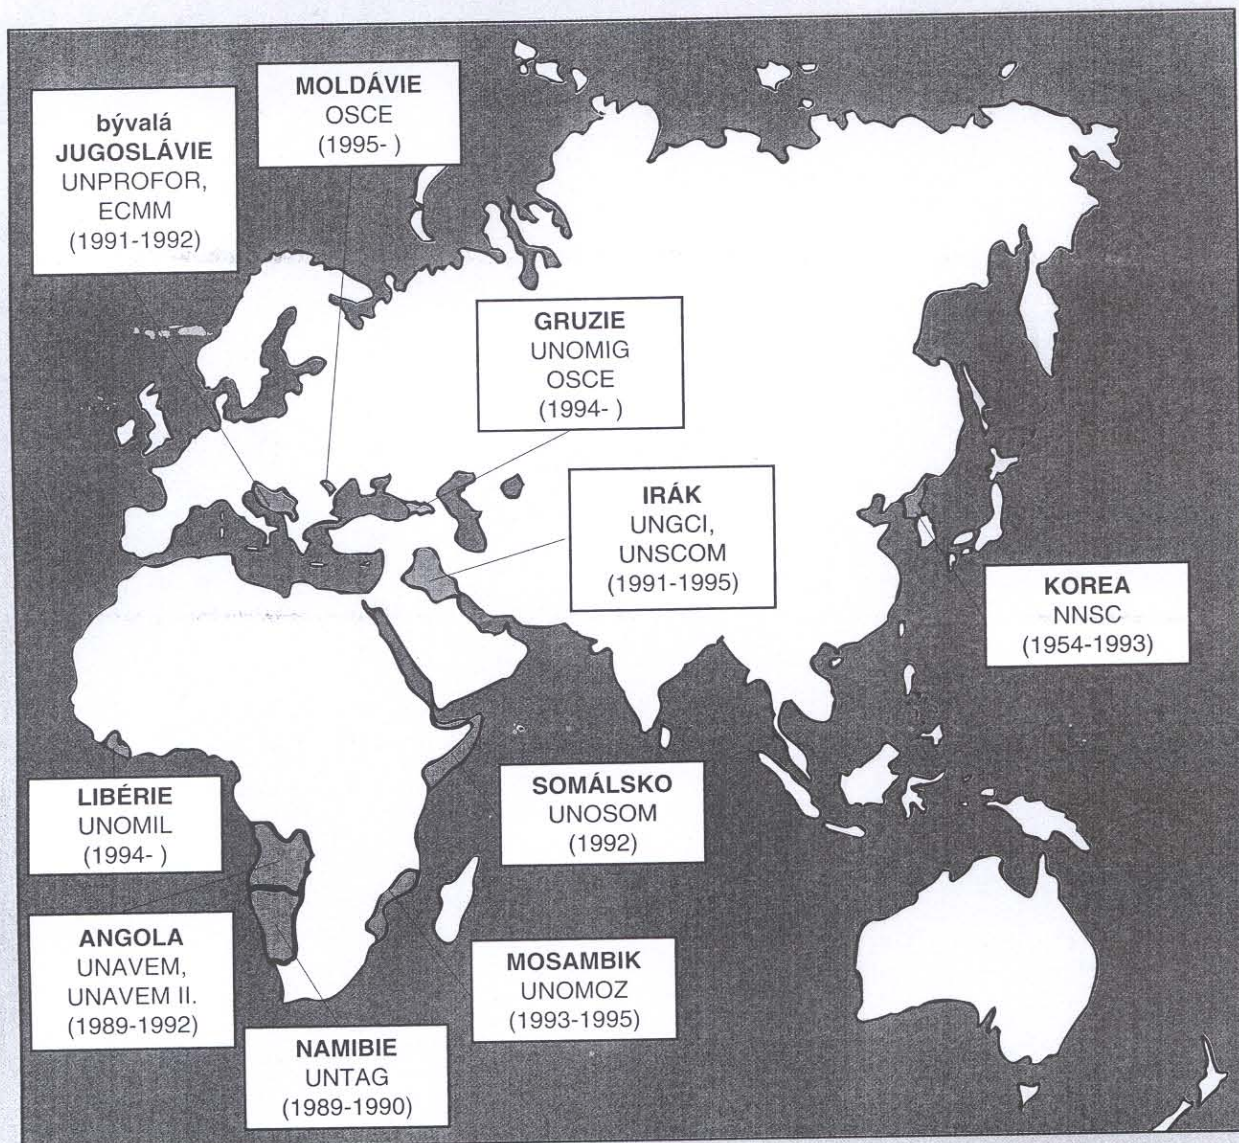 MOLDÁVIE
OSCE
(1995- )
bývalá
JUGOSLÁVIE
UNPROFOR,
ECMM
(1991-1992)
GRUZIE
UNOMIG
OSCE
(1994- )
IRÁK
UNGCI,
UNSCOM
(1991-1995)
KOREA
NNSC
(1954-1993)
LIBÉRIE
UNOMIL
(1994- )
SOMÁLSKO
UNOSOM
(1992)
ANGOLA
UNAVEM,
UNAVEM II.
(1989-1992)
MOSAMBIK
UNOMOZ
(1993-1995)
NAMIBIE
UNTAG
(1989-1990)